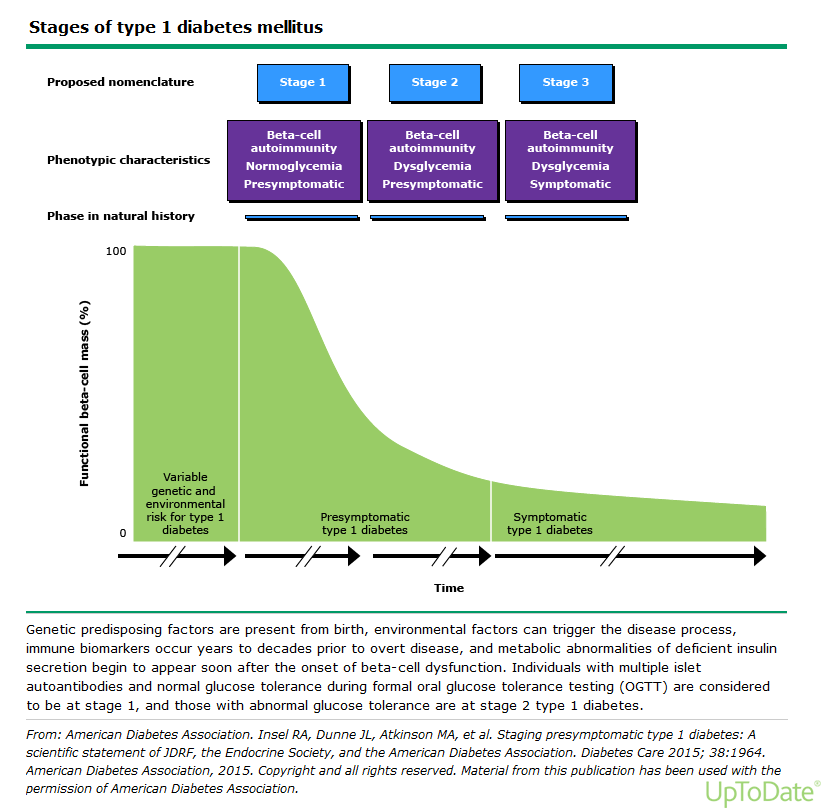 Stages of type 1 diabetes mellitus
Proposed nomenclature
Stage 1
Stage 2
Stage 3
Phenotypic characteristics
Beta-cell
autoimmunity
Normoglycemia
Presymptomatic
Beta-cell
autoimmunity
Dysglycemia
Presymptomatic
Beta-cell
autoimmunity
Dysglycemia
Symptomatic
Phase in natural history
100
Functional beta-cell mass (%)
0
Variable
genetic and
environmental
risk for type 1
diabetes
Presymptomatic
type 1 diabetes
Symptomatic
type 1 diabetes
Time
Genetic predisposing factors are present from birth, environmental factors can trigger the disease process,
immune biomarkers occur years to decades prior to overt disease, and metabolic abnormalities of deficient insulin
secretion begin to appear soon after the onset of beta-cell dysfunction. Individuals with multiple islet
autoantibodies and normal glucose tolerance during formal oral glucose tolerance testing (OGTT) are considered
to be at stage 1, and those with abnormal glucose tolerance are at stage 2 type 1 diabetes.
From: American Diabetes Association. Insel RA, Dunne JL, Atkinson MA, et al. Staging presymptomatic type 1 diabetes: A
scientific statement of JDRF, the Endocrine Society, and the American Diabetes Association. Diabetes Care 2015; 38:1964.
American Diabetes Association, 2015. Copyright and all rights reserved. Material from this publication has been used with the
permission of American Diabetes Association.
UpToDate®